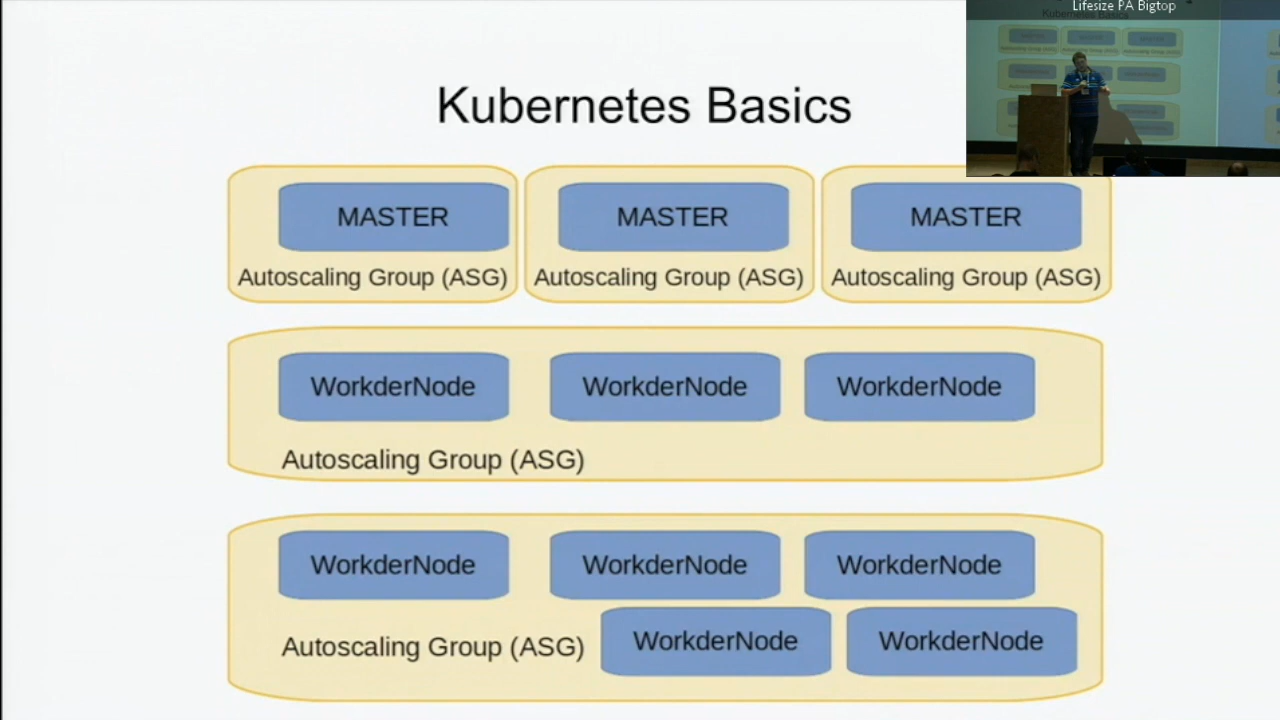 Lifesize PA Bigtop
Kubernetes Basics
MASTER
MASTER
MASTER
Autoscaling Group (ASG)
Autoscaling Group (ASG)
Autoscaling Group (ASG)
WorkderNode
WorkderNode
WorkderNode
Autoscaling Group (ASG)
WorkderNode
WorkderNode
WorkderNode
Autoscaling Group (ASG)
WorkderNode
WorkderNode